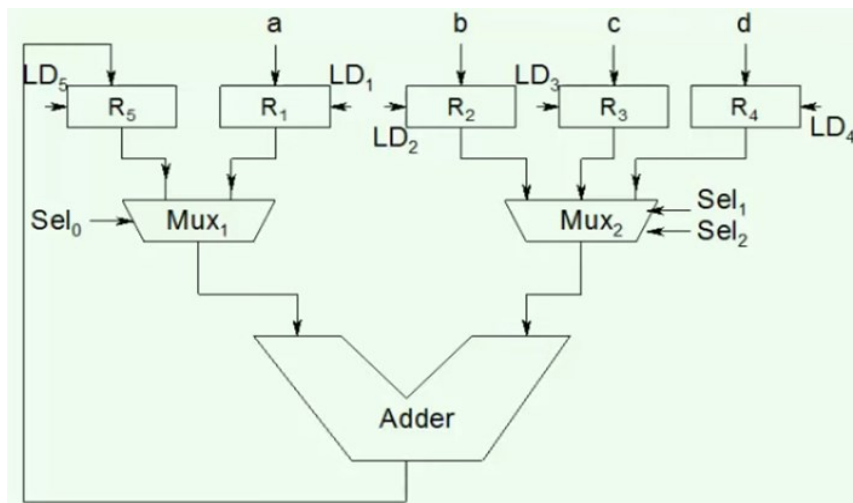 a b c d
LD₅ LD₁ LD₃
R₅ R₁ R₂ R₃ R₄
LD₂ LD₄
Sel₀ Mux₁ Mux₂ Sel₁
Sel₂
Adder